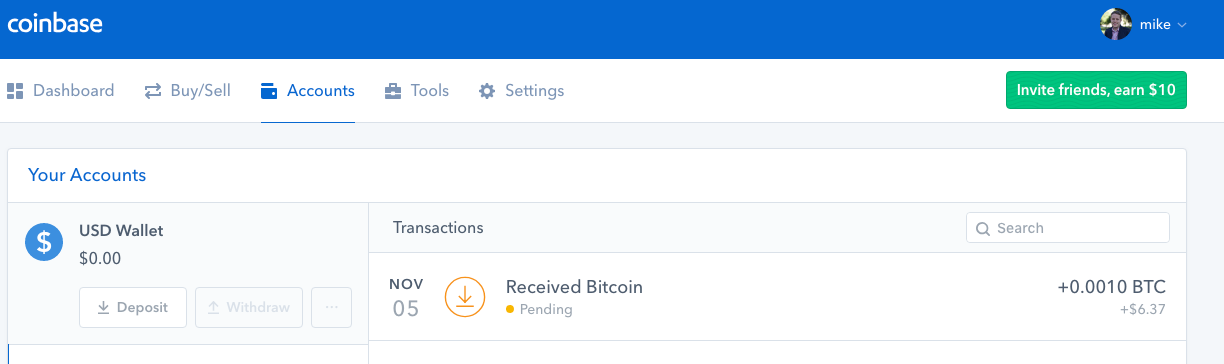 coinbase
mike
Dashboard Buy/Sell Accounts Tools Settings
Invite friends, earn $10
Your Accounts
$
USD Wallet
$0.00
Deposit Withdraw ...
Transactions
Search
NOV
05
Received Bitcoin
Pending
+0.0010 BTC
+$6.37